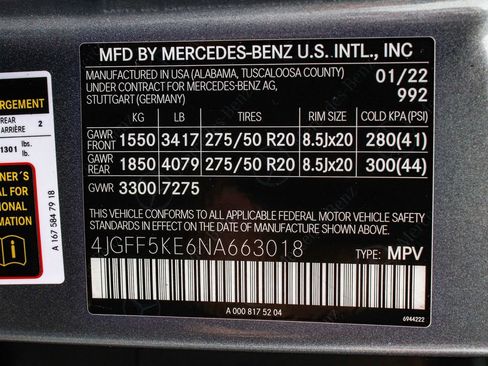 MFD BY MERCEDES-BENZ U.S. INTL., INC
MANUFACTURED IN USA (ALABAMA, TUSCALOOSA COUNTY) 01/22
UNDER CONTRACT FOR MERCEDES-BENZ AG, 992
STUTTGART (GERMANY)
KG LB TIRES RIM SIZE COLD KPA (PSI)
GAWR FRONT 1550 3417 275/50 R20 8.5Jx20 280(41)
GAWR REAR 1850 4079 275/50 R20 8.5Jx20 300(44)
GVWR 3300 7275
THIS VEHICLE CONFORMS TO ALL APPLICABLE FEDERAL MOTOR VEHICLE SAFETY
STANDARDS IN EFFECT ON THE DATE OF MANUFACTURE SHOWN ABOVE.
4JGFF5KE6NA663018 TYPE: MPV
A 000 817 52 04 6944222
ARGEMENT
REAR 2
ARRIÈRE
1301 lbs.
lb.
NER'S
AL FOR
IONAL
MATION
A 167 584 79 18